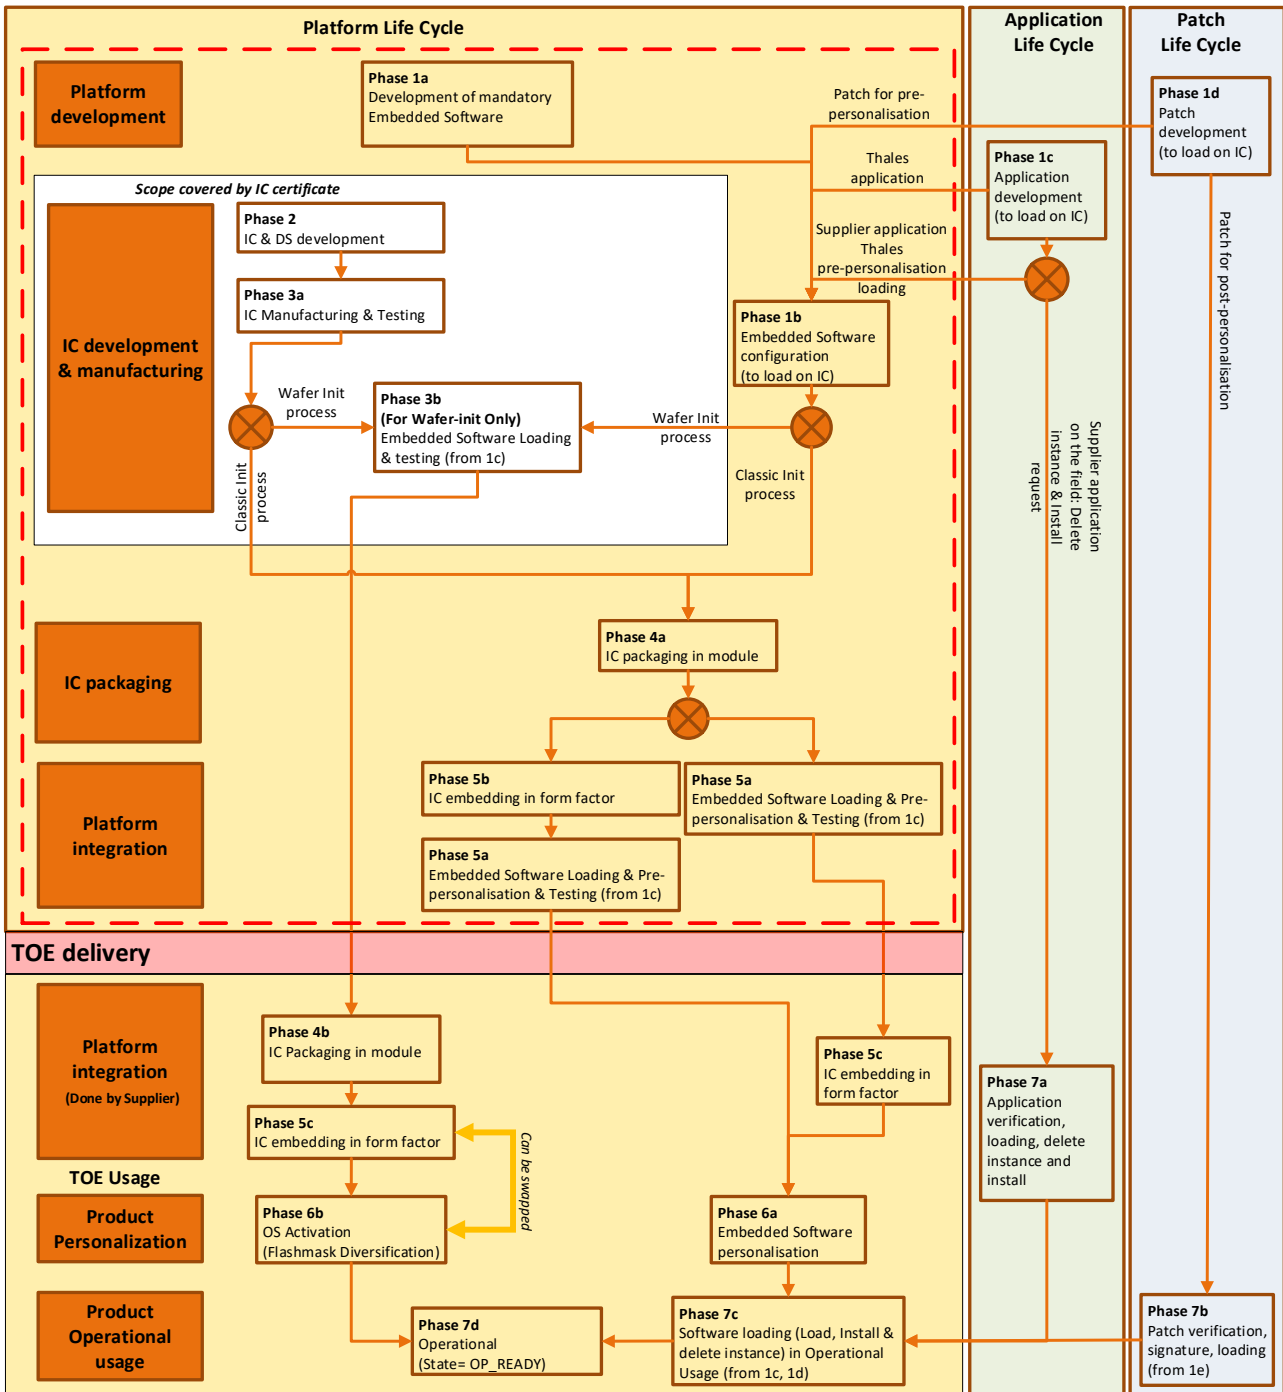 Platform Life Cycle
Application
Life Cycle
Patch
Life Cycle
Platform
development
Phase 1a
Development of mandatory
Embedded Software
Patch for pre-
personalisation
Phase 1d
Patch
development
(to load on IC)
Thales
application
Phase 1c
Application
development
(to load on IC)
Scope covered by IC certificate
IC development
& manufacturing
Phase 2
IC & DS development
Phase 3a
IC Manufacturing & Testing
Supplier application
Thales
pre-personalisation
loading
Phase 1b
Embedded Software
configuration
(to load on IC)
Patch for post-personalisation
Wafer Init
process
Phase 3b
(For Wafer-init Only)
Embedded Software Loading
& testing (from 1c)
Wafer Init
process
Classic Init
process
Classic Init
process
Supplier application
on the field: Delete
instance & Install
request
IC packaging
Phase 4a
IC packaging in module
Platform
integration
Phase 5b
IC embedding in form factor
Phase 5a
Embedded Software Loading & Pre-
personalisation & Testing (from 1c)
Phase 5a
Embedded Software Loading & Pre-
personalisation & Testing (from 1c)
TOE delivery
Platform
integration
(Done by Supplier)
Phase 4b
IC Packaging in module
Phase 5c
IC embedding in
form factor
Phase 7a
Application
verification,
loading, delete
instance and
install
Phase 5c
IC embedding in form factor
Can be swapped
TOE Usage
Product
Personalization
Phase 6b
OS Activation
(Flashmask Diversification)
Phase 6a
Embedded Software
personalisation
Product
Operational
usage
Phase 7d
Operational
(State= OP_READY)
Phase 7c
Software loading (Load, Install &
delete instance) in Operational
Usage (from 1c, 1d)
Phase 7b
Patch verification,
signature, loading
(from 1e)